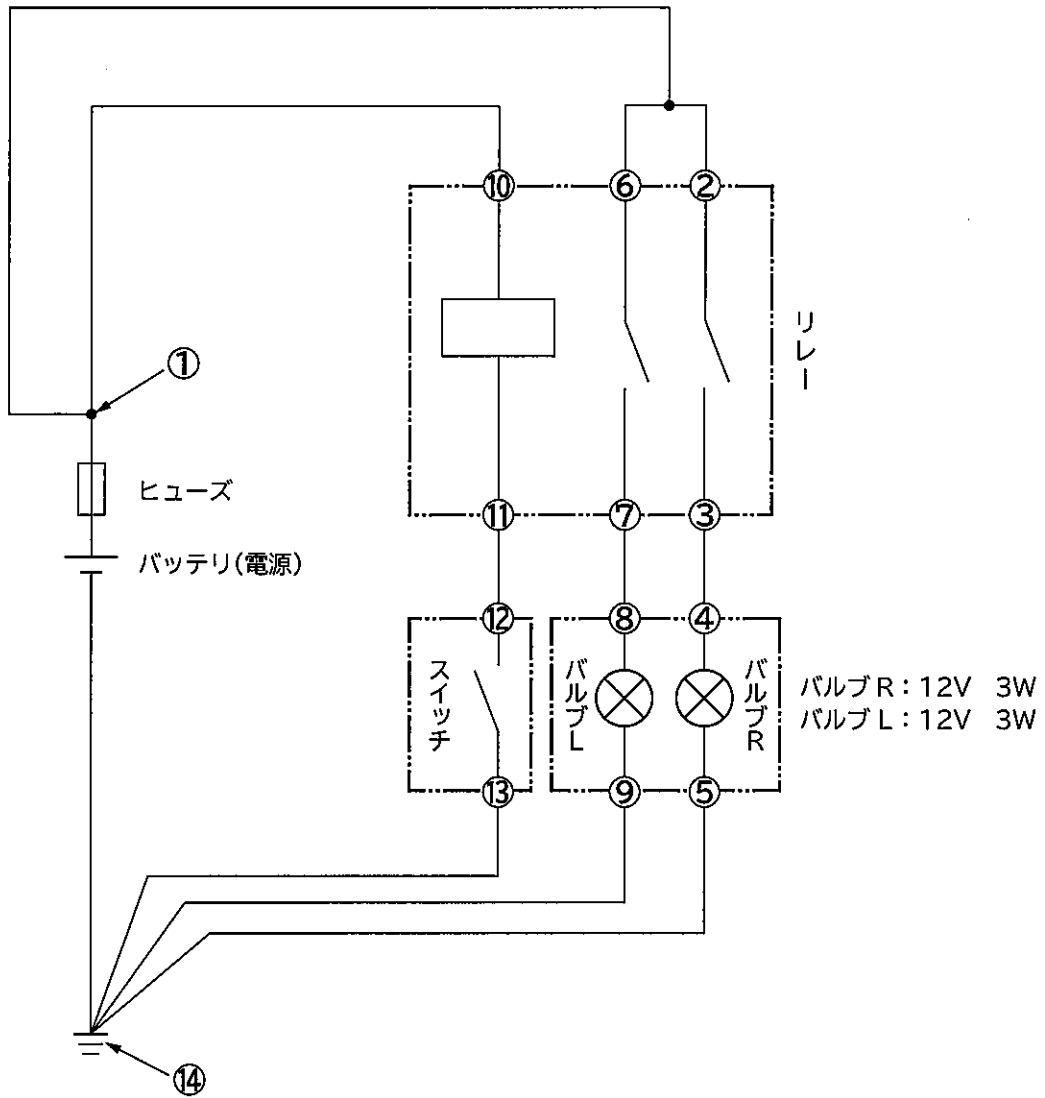 ⑩ ⑥ ②
リレー
①
ヒューズ
⑪ ⑦ ③
バッテリ(電源)
⑫ ⑧ ④
スイッチ
バルブL
バルブR
バルブR:12V 3W
バルブL:12V 3W
⑬ ⑨ ⑤
⑭